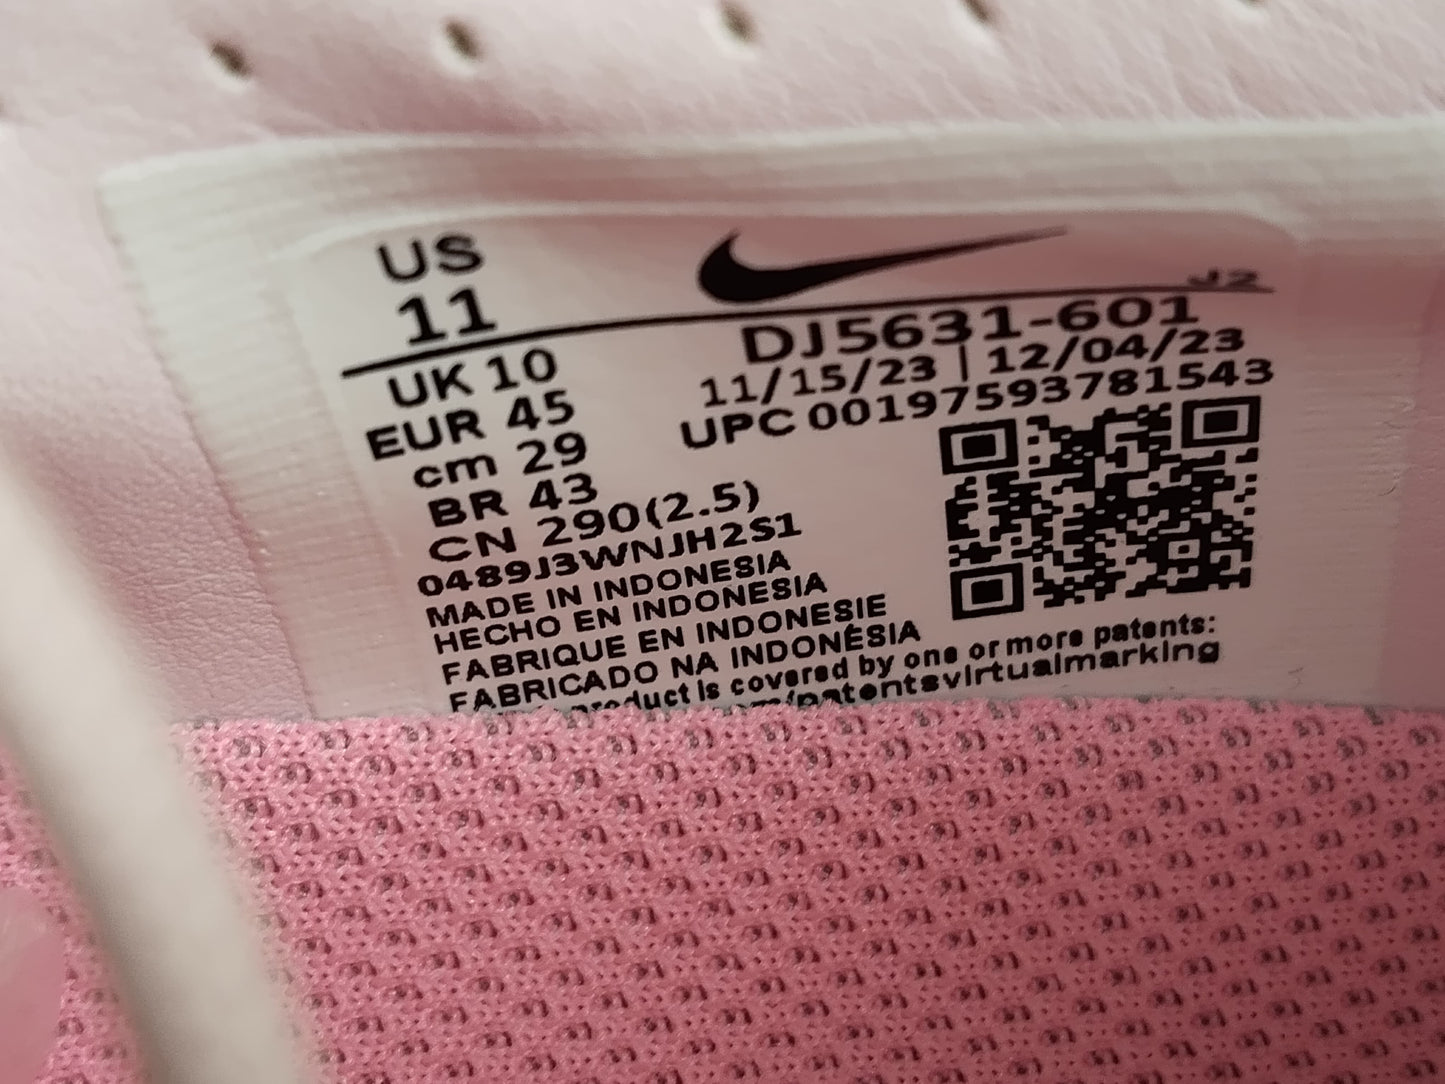 US
11
J2
UK 10
EUR 45
cm 29
BR 43
CN 290(2.5)
DJ5631-601
11/15/23 | 12/04/23
UPC 00197593781543
0489J3WNJH2S1
MADE IN INDONESIA
HECHO EN INDONESIA
FABRIQUE EN INDONESIE
FABRICADO NA INDONÉSIA
product is covered by one or more patents:
/patentsvirtualmarking